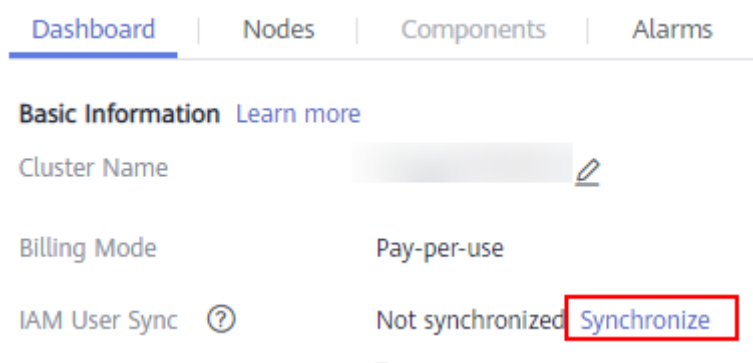 Dashboard Nodes Components Alarms
Basic Information Learn more
Cluster Name
Billing Mode Pay-per-use
IAM User Sync ? Not synchronized Synchronize